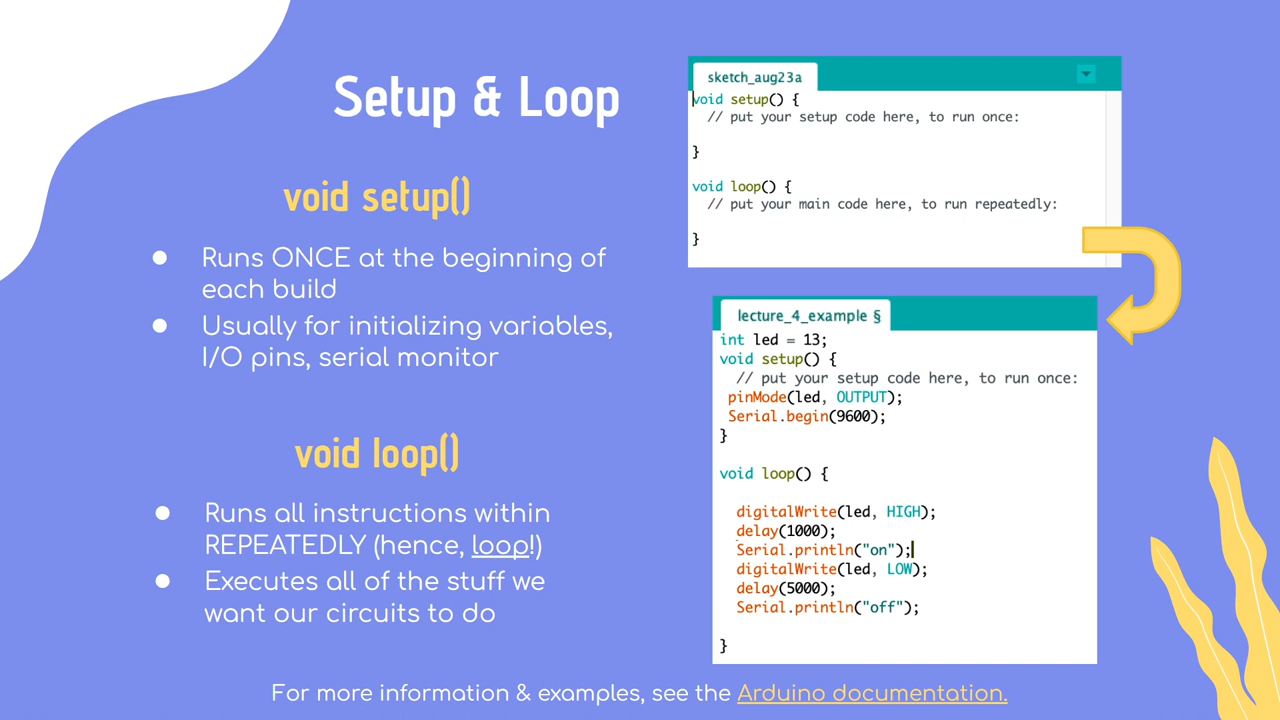 Setup & Loop
void setup()
● Runs ONCE at the beginning of
each build
● Usually for initializing variables,
I/O pins, serial monitor
void loop()
● Runs all instructions within
REPEATEDLY (hence, loop!)
● Executes all of the stuff we
want our circuits to do
sketch_aug23a
void setup() {
// put your setup code here, to run once:
}
void loop() {
// put your main code here, to run repeatedly:
}
lecture_4_example §
int led = 13;
void setup() {
// put your setup code here, to run once:
pinMode(led, OUTPUT);
Serial.begin(9600);
}
void loop() {
digitalWrite(led, HIGH);
delay(1000);
Serial.println("on");
digitalWrite(led, LOW);
delay(5000);
Serial.println("off");
}
For more information & examples, see the Arduino documentation.